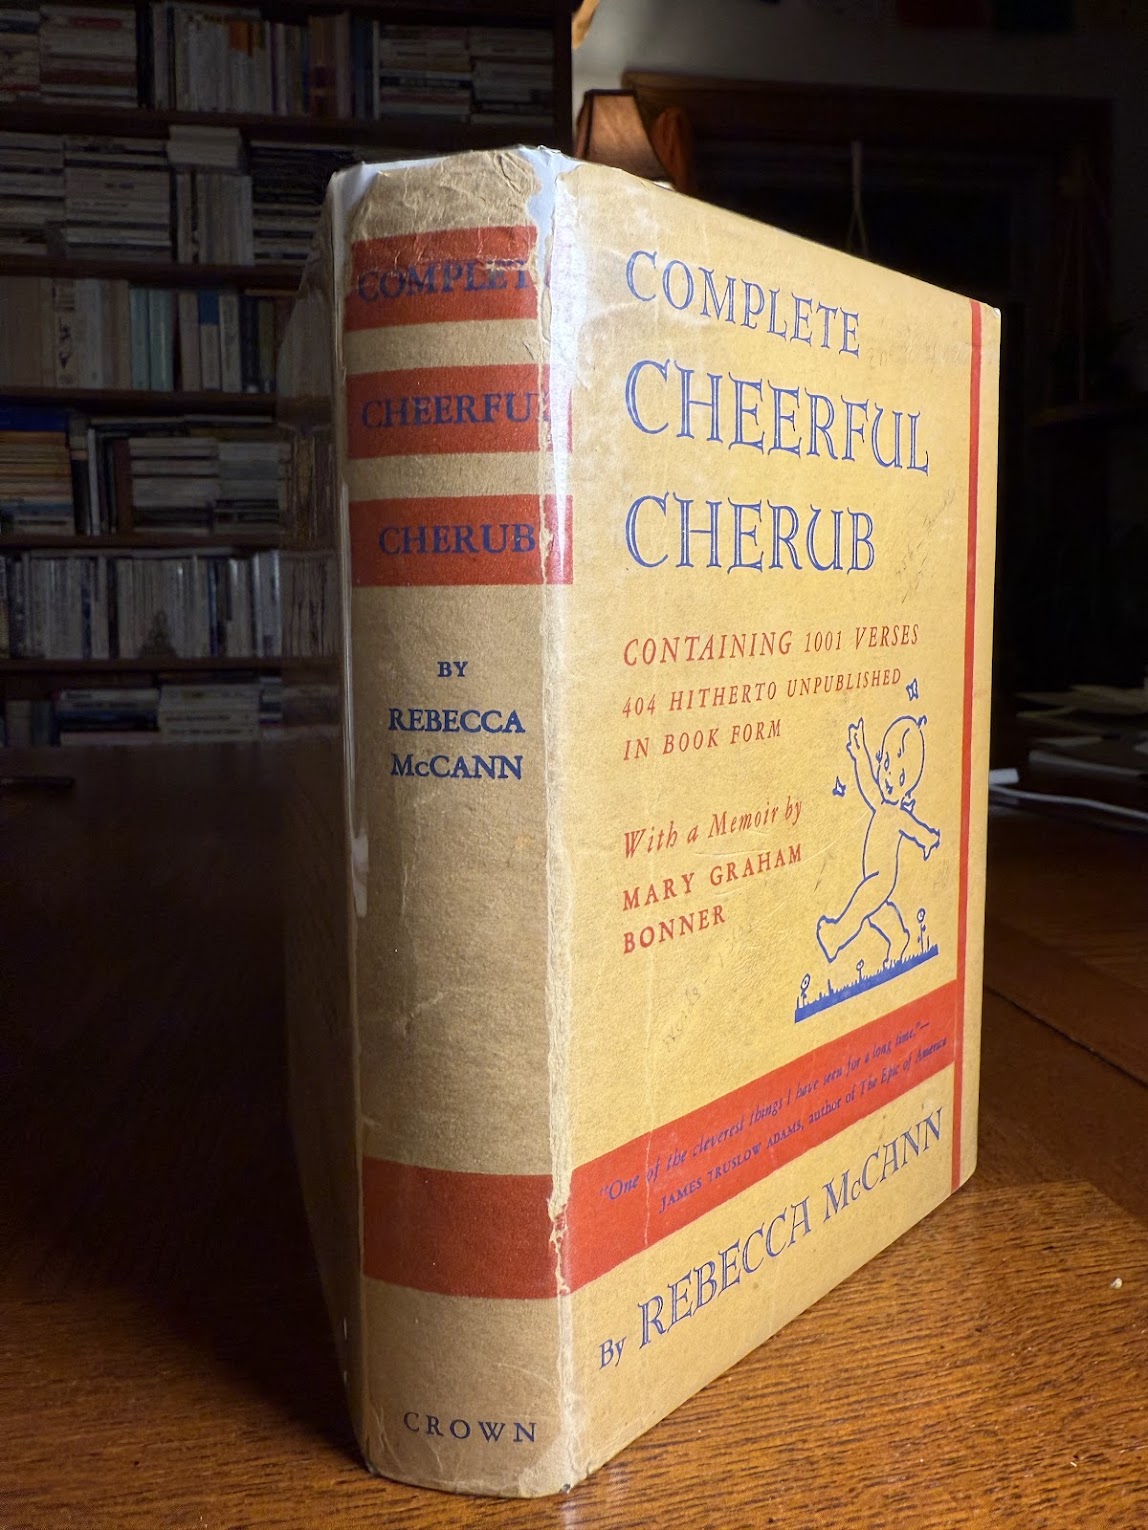 COMPLET
CHEERFU
CHERUB
BY
REBECCA
McCANN
CROWN
COMPLETE
CHEERFUL
CHERUB
CONTAINING 1001 VERSES
404 HITHERTO UNPUBLISHED
IN BOOK FORM
With a Memoir by
MARY GRAHAM
BONNER
"One of the cleverest things I have seen for a long time."—
JAMES TRUSLOW ADAMS, author of The Epic of America
By REBECCA McCANN